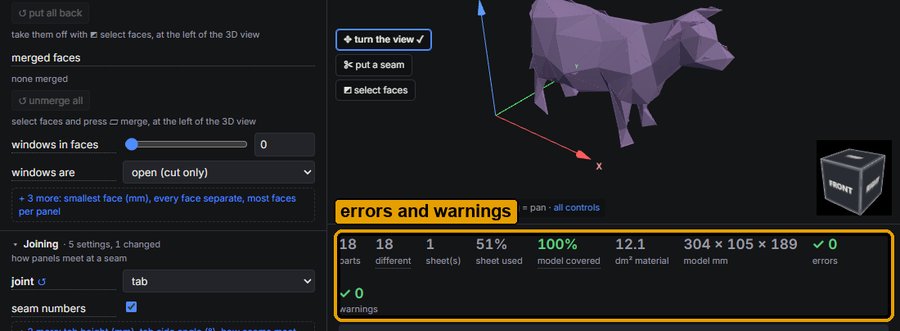 ↺ put all back
take them off with ◩ select faces, at the left of the 3D view
merged faces
none merged
↺ unmerge all
select faces and press ▱ merge, at the left of the 3D view
windows in faces 0
windows are open (cut only)
+ 3 more: smallest face (mm), every face separate, most faces
per panel
Joining · 5 settings, 1 changed
how panels meet at a seam
joint ↺ tab
seam numbers
✥ turn the view ✓
✂ put a seam
◩ select faces
Y
X
FRONT
= pan · all controls
errors and warnings
18 18 1 51% 100% 12.1 304 × 105 × 189 ✓ 0
parts different sheet(s) sheet used model covered dm² material model mm errors
✓ 0
warnings